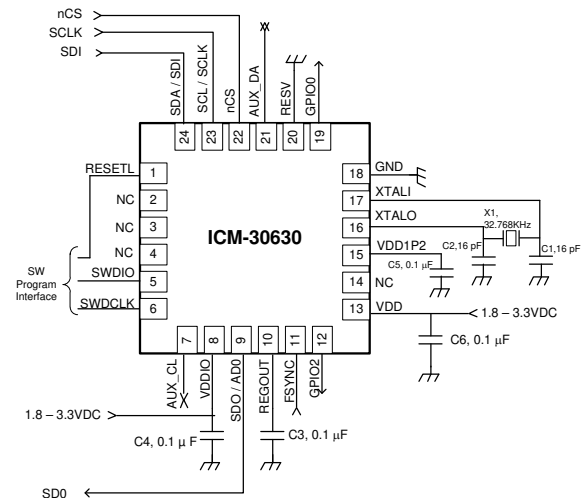 nCS
SCLK
SDI
SDA / SDI
SCL / SCLK
nCS
AUX_DA
RESV
GPIO0
24
23
22
21
20
19
RESETL
1
NC
2
NC
3
NC
4
SWDIO
5
SWDCLK
6
SW
Program
Interface
ICM-30630
18
GND
17
XTALI
16
XTALO
15
VDD1P2
14
NC
13
VDD
X1,
32.768KHz
C2,16 pF
C1,16 pF
C5, 0.1 µF
1.8 – 3.3VDC
C6, 0.1 µF
7
8
9
10
11
12
AUX_CL
VDDIO
SDO / AD0
REGOUT
FSYNC
GPIO2
1.8 – 3.3VDC
C4, 0.1 µ F
C3, 0.1 µF
SD0